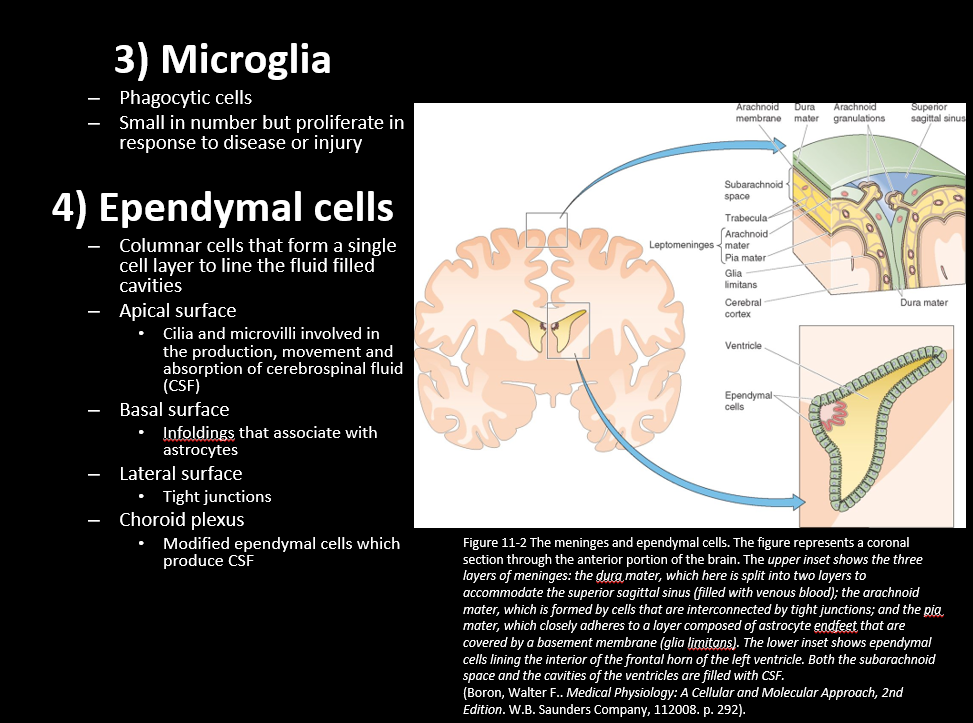 3) Microglia
– Phagocytic cells
– Small in number but proliferate in
response to disease or injury
4) Ependymal cells
– Columnar cells that form a single
cell layer to line the fluid filled
cavities
– Apical surface
• Cilia and microvilli involved in
the production, movement and
absorption of cerebrospinal fluid
(CSF)
– Basal surface
• Infoldings that associate with
astrocytes
– Lateral surface
• Tight junctions
– Choroid plexus
• Modified ependymal cells which
produce CSF
Arachnoid
membrane
Dura
mater
Arachnoid
granulations
Superior
sagittal sinus
Subarachnoid
space
Trabecula
Leptomeninges
Arachnoid
mater
Pia mater
Glia
limitans
Cerebral
cortex
Dura mater
Ventricle
Ependymal
cells
Figure 11-2 The meninges and ependymal cells. The figure represents a coronal
section through the anterior portion of the brain. The upper inset shows the three
layers of meninges: the dura mater, which here is split into two layers to
accommodate the superior sagittal sinus (filled with venous blood); the arachnoid
mater, which is formed by cells that are interconnected by tight junctions; and the pia
mater, which closely adheres to a layer composed of astrocyte endfeet that are
covered by a basement membrane (glia limitans). The lower inset shows ependymal
cells lining the interior of the frontal horn of the left ventricle. Both the subarachnoid
space and the cavities of the ventricles are filled with CSF.
(Boron, Walter F.. Medical Physiology: A Cellular and Molecular Approach, 2nd
Edition. W.B. Saunders Company, 112008. p. 292).